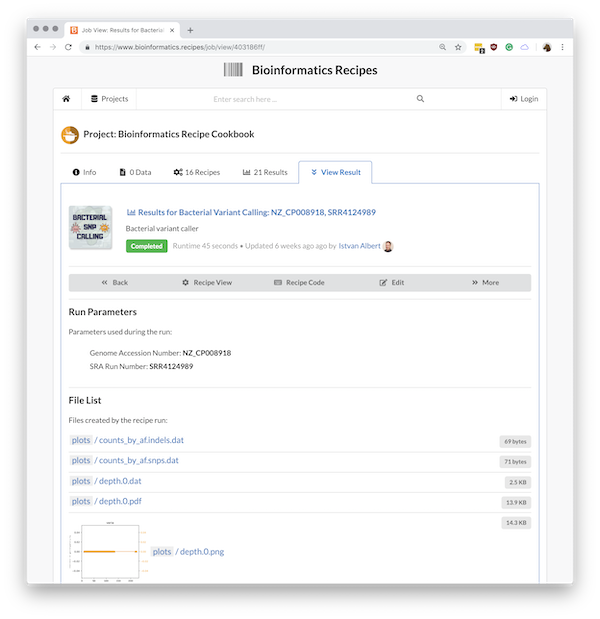 Job View: Results for Bacteria
https://www.bioinformatics.recipes/job/view/403186ff/
Bioinformatics Recipes
Projects
Enter search here ...
Login
Project: Bioinformatics Recipe Cookbook
Info
0 Data
16 Recipes
21 Results
View Result
BACTERIAL
SNP
CALLING
Results for Bacterial Variant Calling: NZ_CP008918, SRR4124989
Bacterial variant caller
Completed Runtime 45 seconds • Updated 6 weeks ago ago by Istvan Albert
Back
Recipe View
Recipe Code
Edit
More
Run Parameters
Parameters used during the run:
Genome Accession Number: NZ_CP008918
SRA Run Number: SRR4124989
File List
Files created by the recipe run:
plots / counts_by_af.indels.dat 69 bytes
plots / counts_by_af.snps.dat 71 bytes
plots / depth.0.dat 2.5 KB
plots / depth.0.pdf 13.9 KB
plots / depth.0.png 14.3 KB